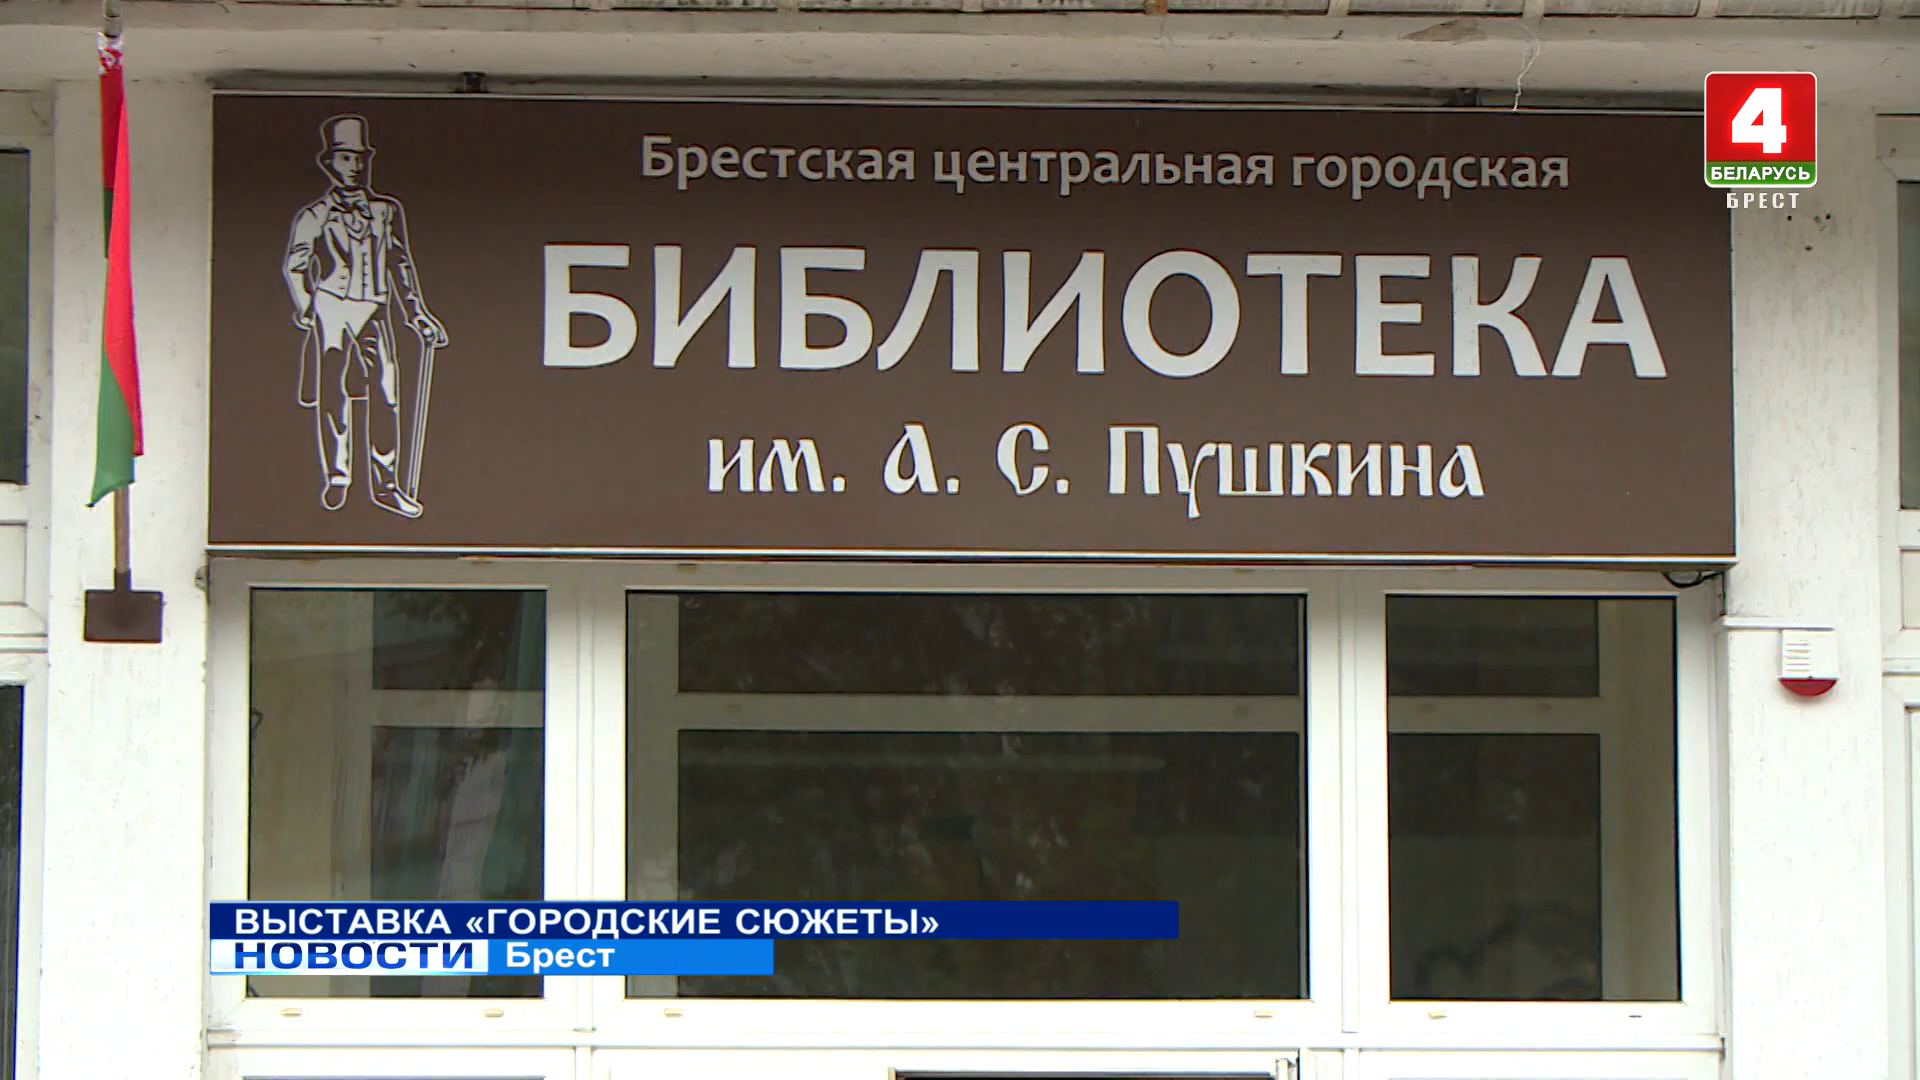 Брестская центральная городская
БИБЛИОТЕКА
им. А. С. Пушкина
4
БЕЛАРУСЬ
БРЕСТ
ВЫСТАВКА «ГОРОДСКИЕ СЮЖЕТЫ»
НОВОСТИ Брест